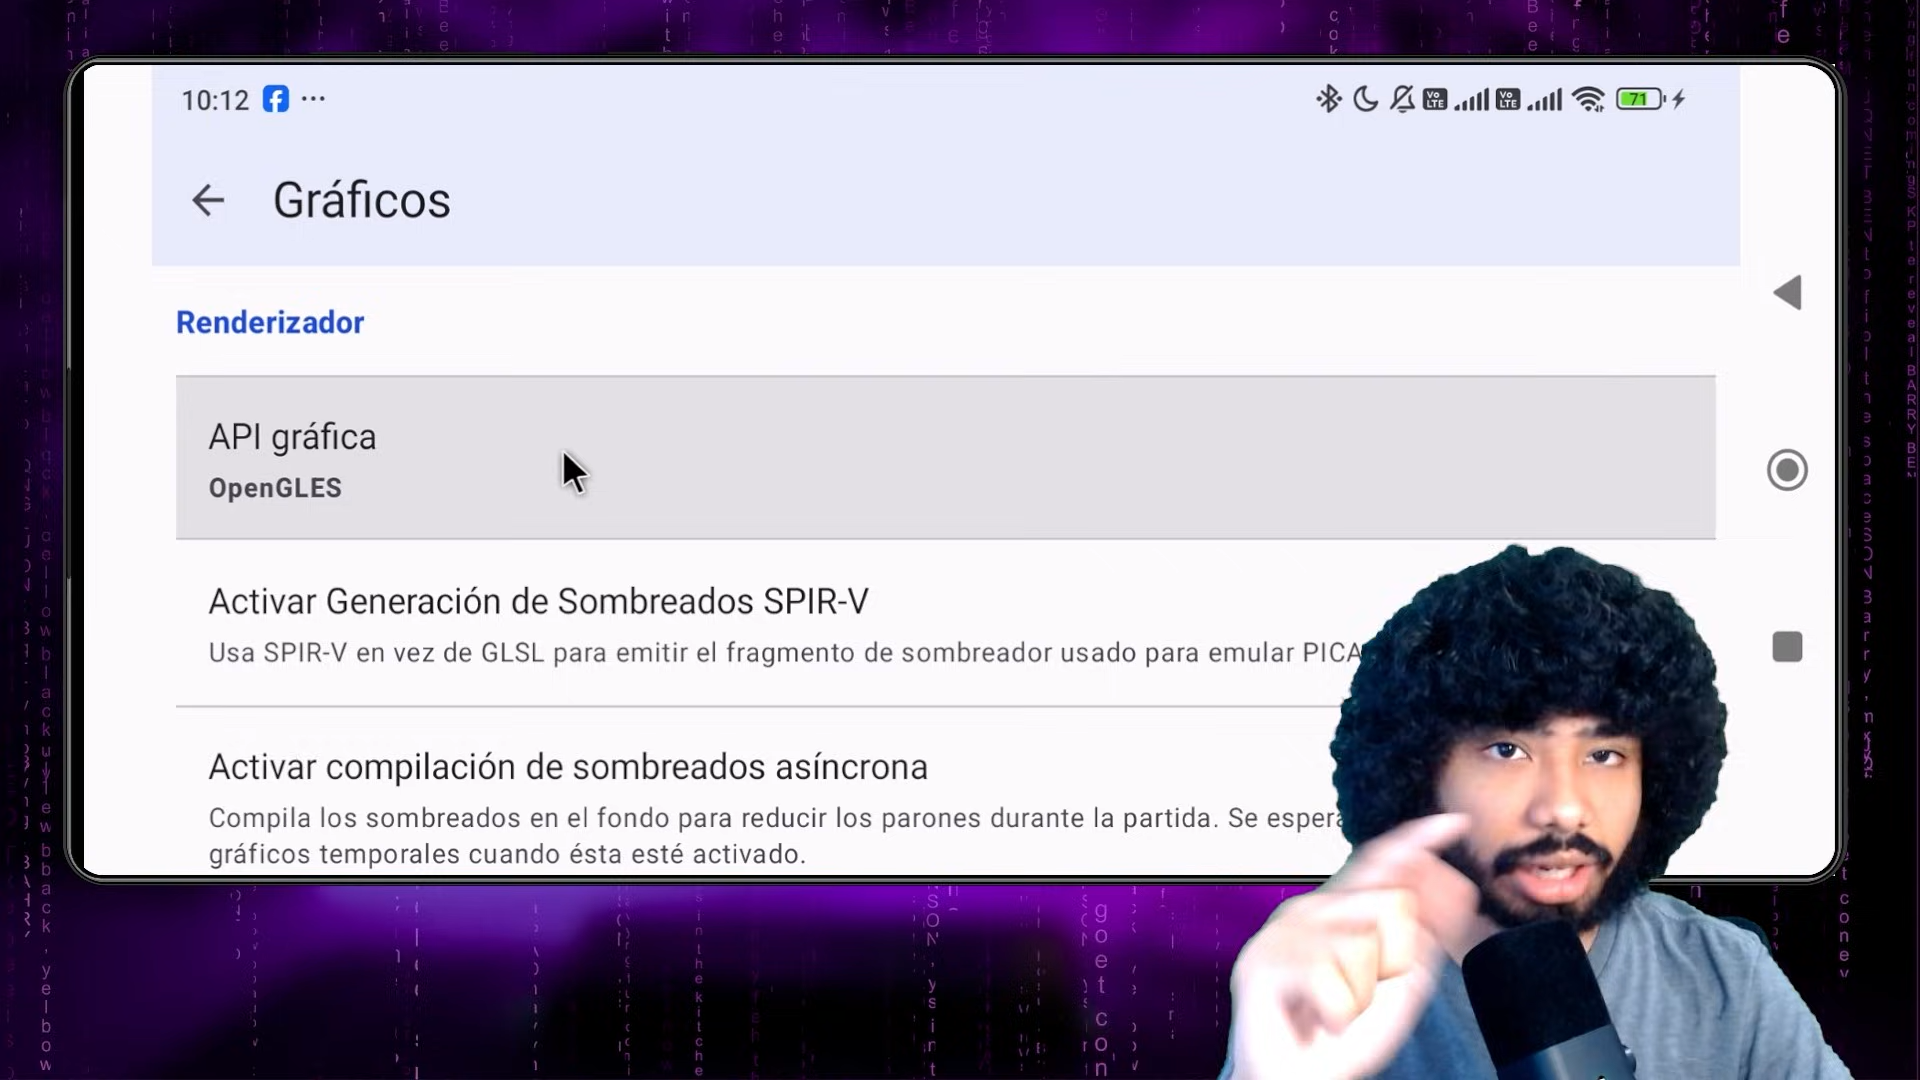 10:12
71
Gráficos
Renderizador
API gráfica
OpenGLES
Activar Generación de Sombreados SPIR-V
Usa SPIR-V en vez de GLSL para emitir el fragmento de sombreador usado para emular PICA
Activar compilación de sombreados asíncrona
Compila los sombreados en el fondo para reducir los parones durante la partida. Se espera
gráficos temporales cuando ésta esté activado.